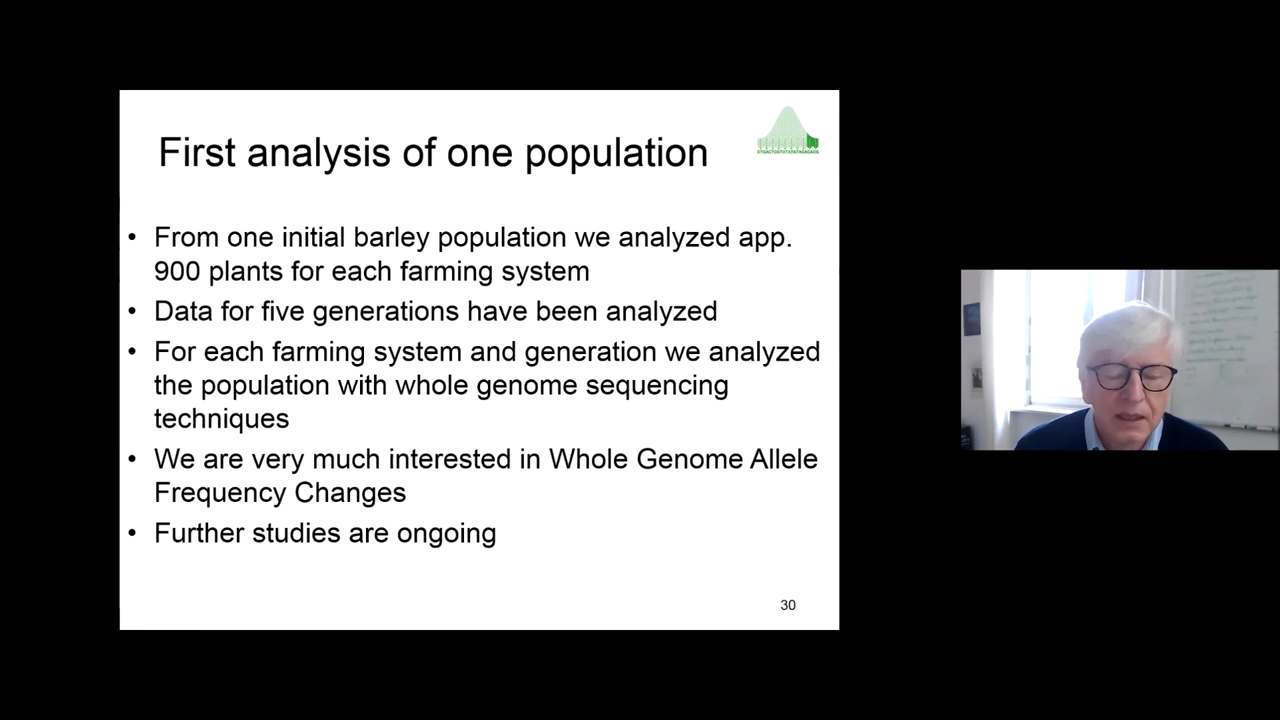 First analysis of one population
• From one initial barley population we analyzed app.
900 plants for each farming system
• Data for five generations have been analyzed
• For each farming system and generation we analyzed
the population with whole genome sequencing
techniques
• We are very much interested in Whole Genome Allele
Frequency Changes
• Further studies are ongoing
30